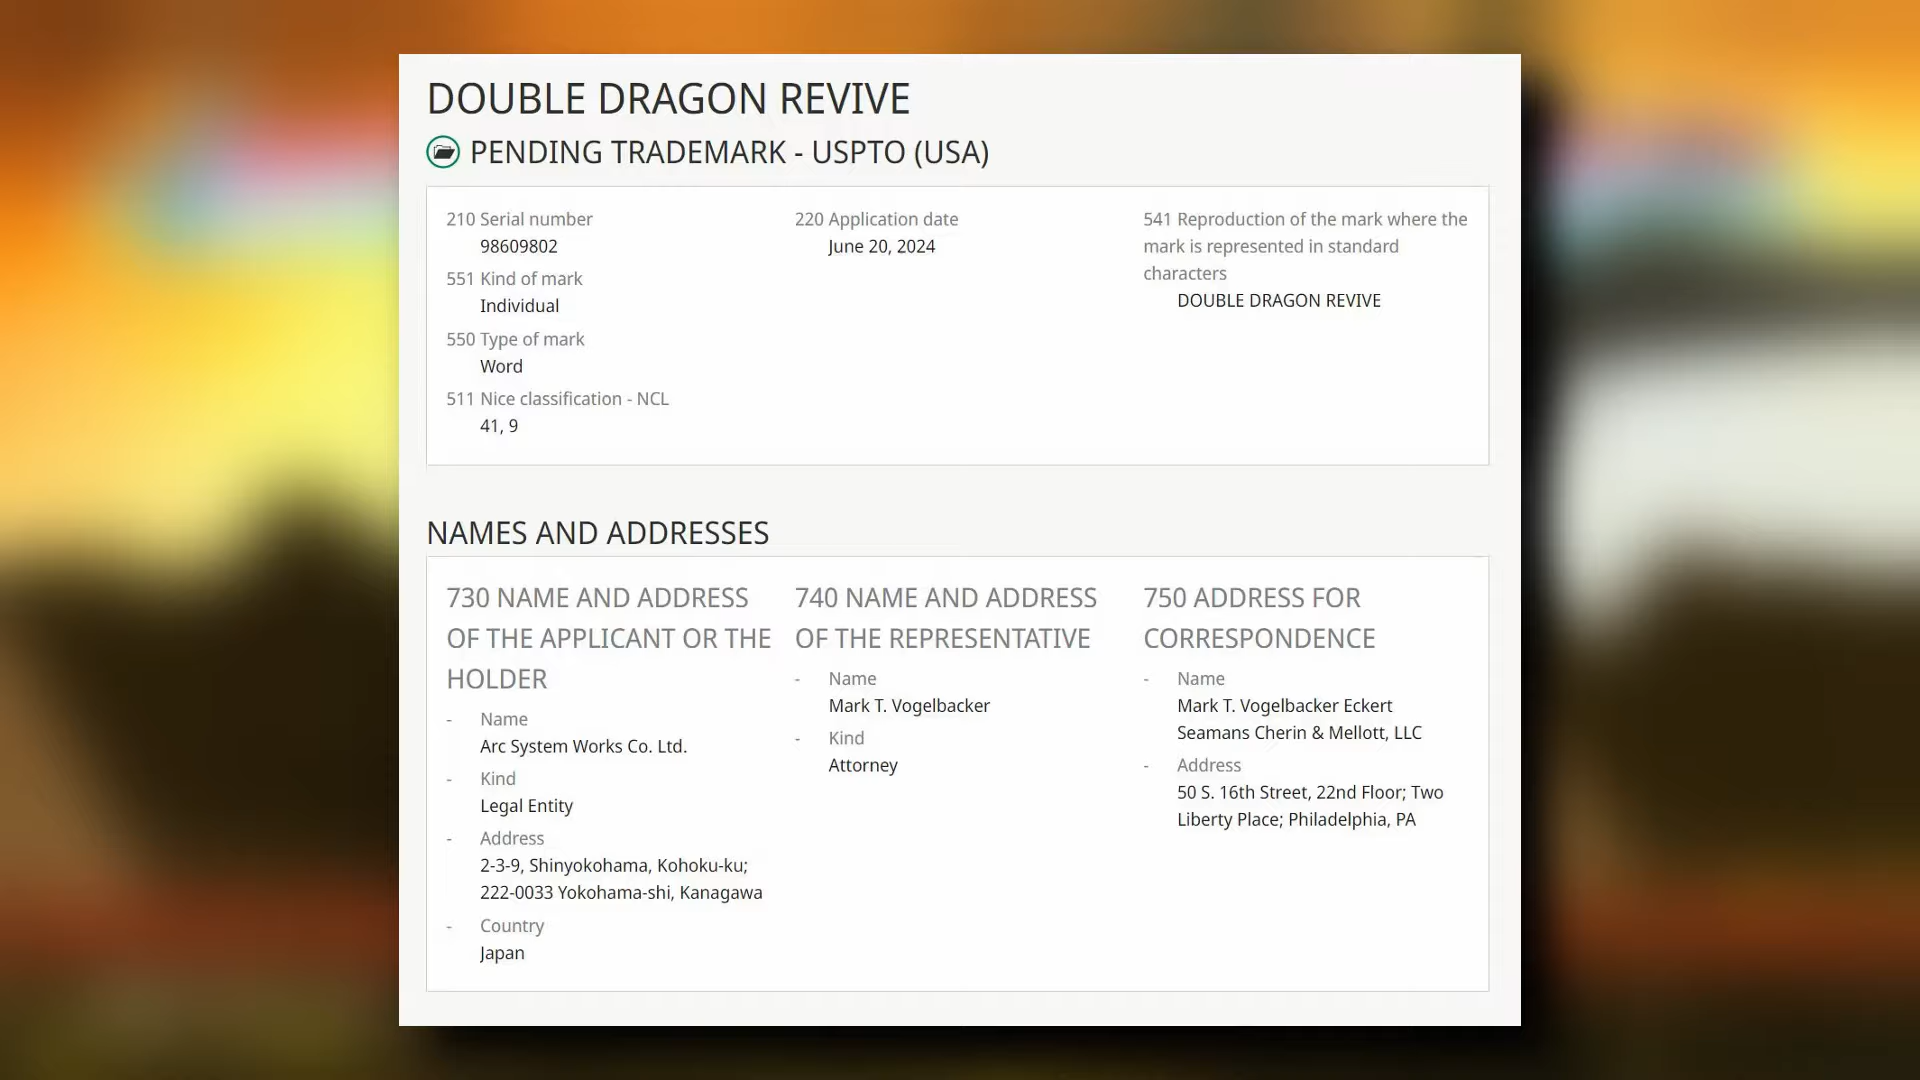 DOUBLE DRAGON REVIVE
PENDING TRADEMARK - USPTO (USA)
210 Serial number
98609802
551 Kind of mark
Individual
550 Type of mark
Word
511 Nice classification - NCL
41, 9
220 Application date
June 20, 2024
541 Reproduction of the mark where the
mark is represented in standard
characters
DOUBLE DRAGON REVIVE
NAMES AND ADDRESSES
730 NAME AND ADDRESS
OF THE APPLICANT OR THE
HOLDER
- Name
Arc System Works Co. Ltd.
- Kind
Legal Entity
- Address
2-3-9, Shinyokohama, Kohoku-ku;
222-0033 Yokohama-shi, Kanagawa
- Country
Japan
740 NAME AND ADDRESS
OF THE REPRESENTATIVE
- Name
Mark T. Vogelbacker
- Kind
Attorney
750 ADDRESS FOR
CORRESPONDENCE
- Name
Mark T. Vogelbacker Eckert
Seamans Cherin & Mellott, LLC
- Address
50 S. 16th Street, 22nd Floor; Two
Liberty Place; Philadelphia, PA